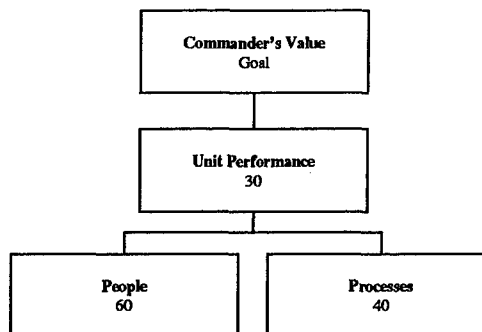 Commander's Value
Goal
Unit Performance
30
People
60
Processes
40